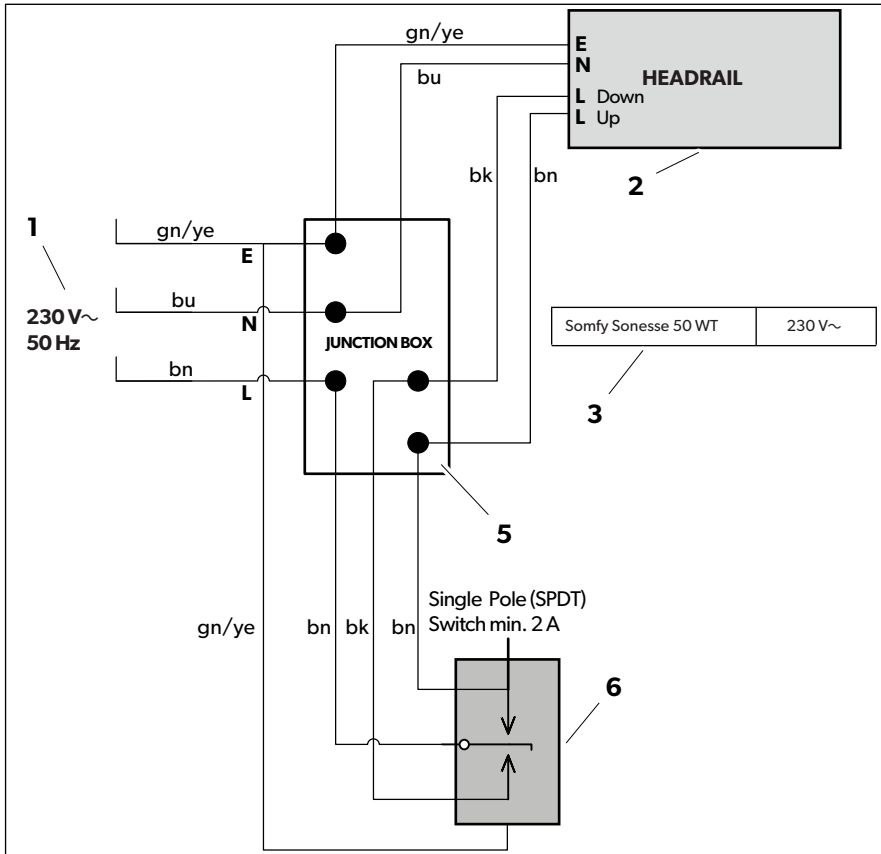 gn/ye
E
N
bu
HEADRAIL
L Down
L Up
bk
bn
2
1
gn/ye
E
bu
N
230 V~
50 Hz
JUNCTION BOX
bn
L
Somfy Sonesse 50 WT 230 V~
3
5
Single Pole (SPDT)
Switch min. 2 A
gn/ye
bn
bk
bn
6